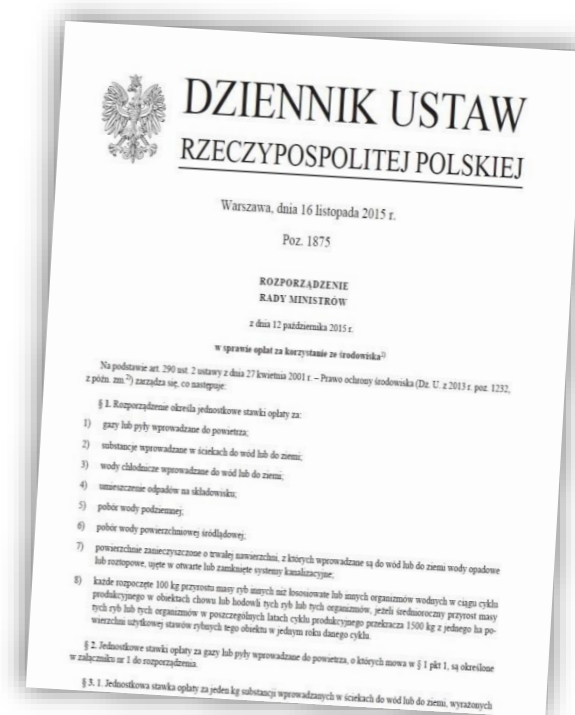 DZIENNIK USTAW
RZECZYPOSPOLITEJ POLSKIEJ
Warszawa, dnia 16 listopada 2015 r.
Poz. 1875
ROZPORZĄDZENIE
RADY MINISTRÓW
z dnia 12 października 2015 r.
w sprawie opłat za korzystanie ze środowiska²⁾
Na podstawie art. 290 ust. 2 ustawy z dnia 27 kwietnia 2001 r. – Prawo ochrony środowiska (Dz. U. z 2013 r. poz. 1232,
z późn. zm.²⁾) zarządza się, co następuje:
§ 1. Rozporządzenie określa jednostkowe stawki opłaty za:
1) gazy lub pyły wprowadzane do powietrza;
2) substancje wprowadzane w ściekach do wód lub do ziemi;
3) wody chłodnicze wprowadzane do wód lub do ziemi;
4) umieszczenie odpadów na składowisku;
5) pobór wody podziemnej;
6) pobór wody powierzchniowej śródlądowej;
7) powierzchnie zanieczyszczone o trwałej nawierzchni, z których wprowadzane są do wód lub do ziemi wody opadowe
lub roztopowe, ujęte w otwarte lub zamknięte systemy kanalizacyjne;
8) każde rozpoczęte 100 kg przyrostu masy ryb innych niż łososiowate lub innych organizmów wodnych w ciągu cyklu
produkcyjnego w obiektach chowu lub hodowli tych ryb lub tych organizmów, jeżeli średnioroczny przyrost masy
tych ryb lub tych organizmów w poszczególnych latach cyklu produkcyjnego przekracza 1500 kg z jednego ha po-
wierzchni użytkowej stawów rybnych tego obiektu w jednym roku danego cyklu.
§ 2. Jednostkowe stawki opłaty za gazy lub pyły wprowadzane do powietrza, o których mowa w § 1 pkt 1, są określone
w załączniku nr 1 do rozporządzenia.
§ 3. 1. Jednostkowa stawka opłaty za jeden kg substancji wprowadzanych w ściekach do wód lub do ziemi, wyrażonych